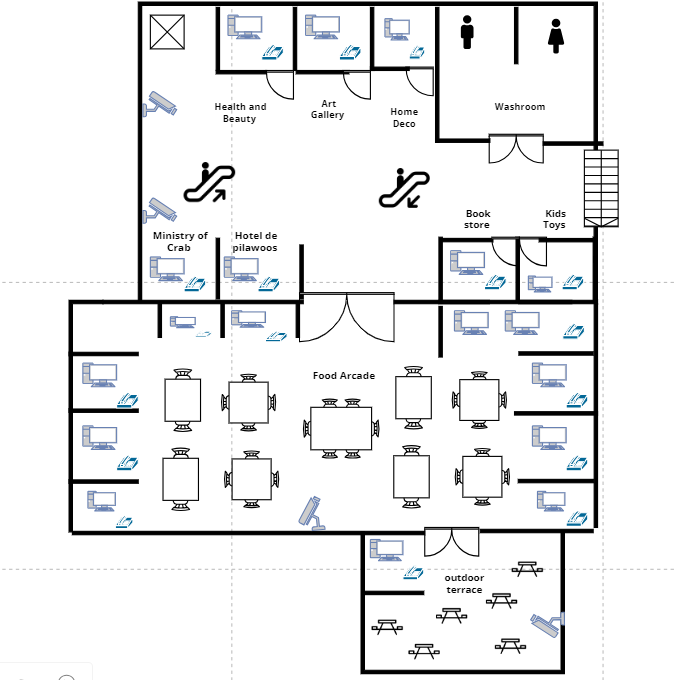 Health and
Beauty
Art
Gallery
Home
Deco
Washroom
Ministry of
Crab
Hotel de
pilawoos
Book
store
Kids
Toys
Food Arcade
outdoor
terrace